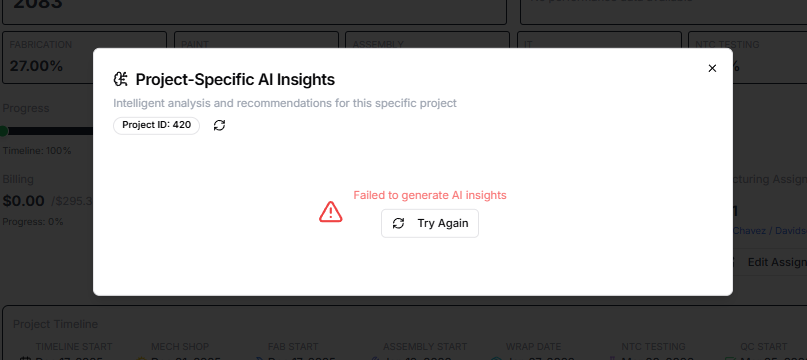 2083
FABRICATION
PAINT
ASSEMBLY
IT
NTC TESTING
27.00%
%
Project-Specific AI Insights
Intelligent analysis and recommendations for this specific project
Project ID: 420
Progress
Timeline: 100%
Billing
$0.00 /$295.3
Progress: 0%
Failed to generate AI insights
Try Again
cturing Assign
1
Chavez / Davids
Edit Assign
Project Timeline
TIMELINE START
MECH SHOP
FAB START
ASSEMBLY START
WRAP DATE
NTC TESTING
QC START